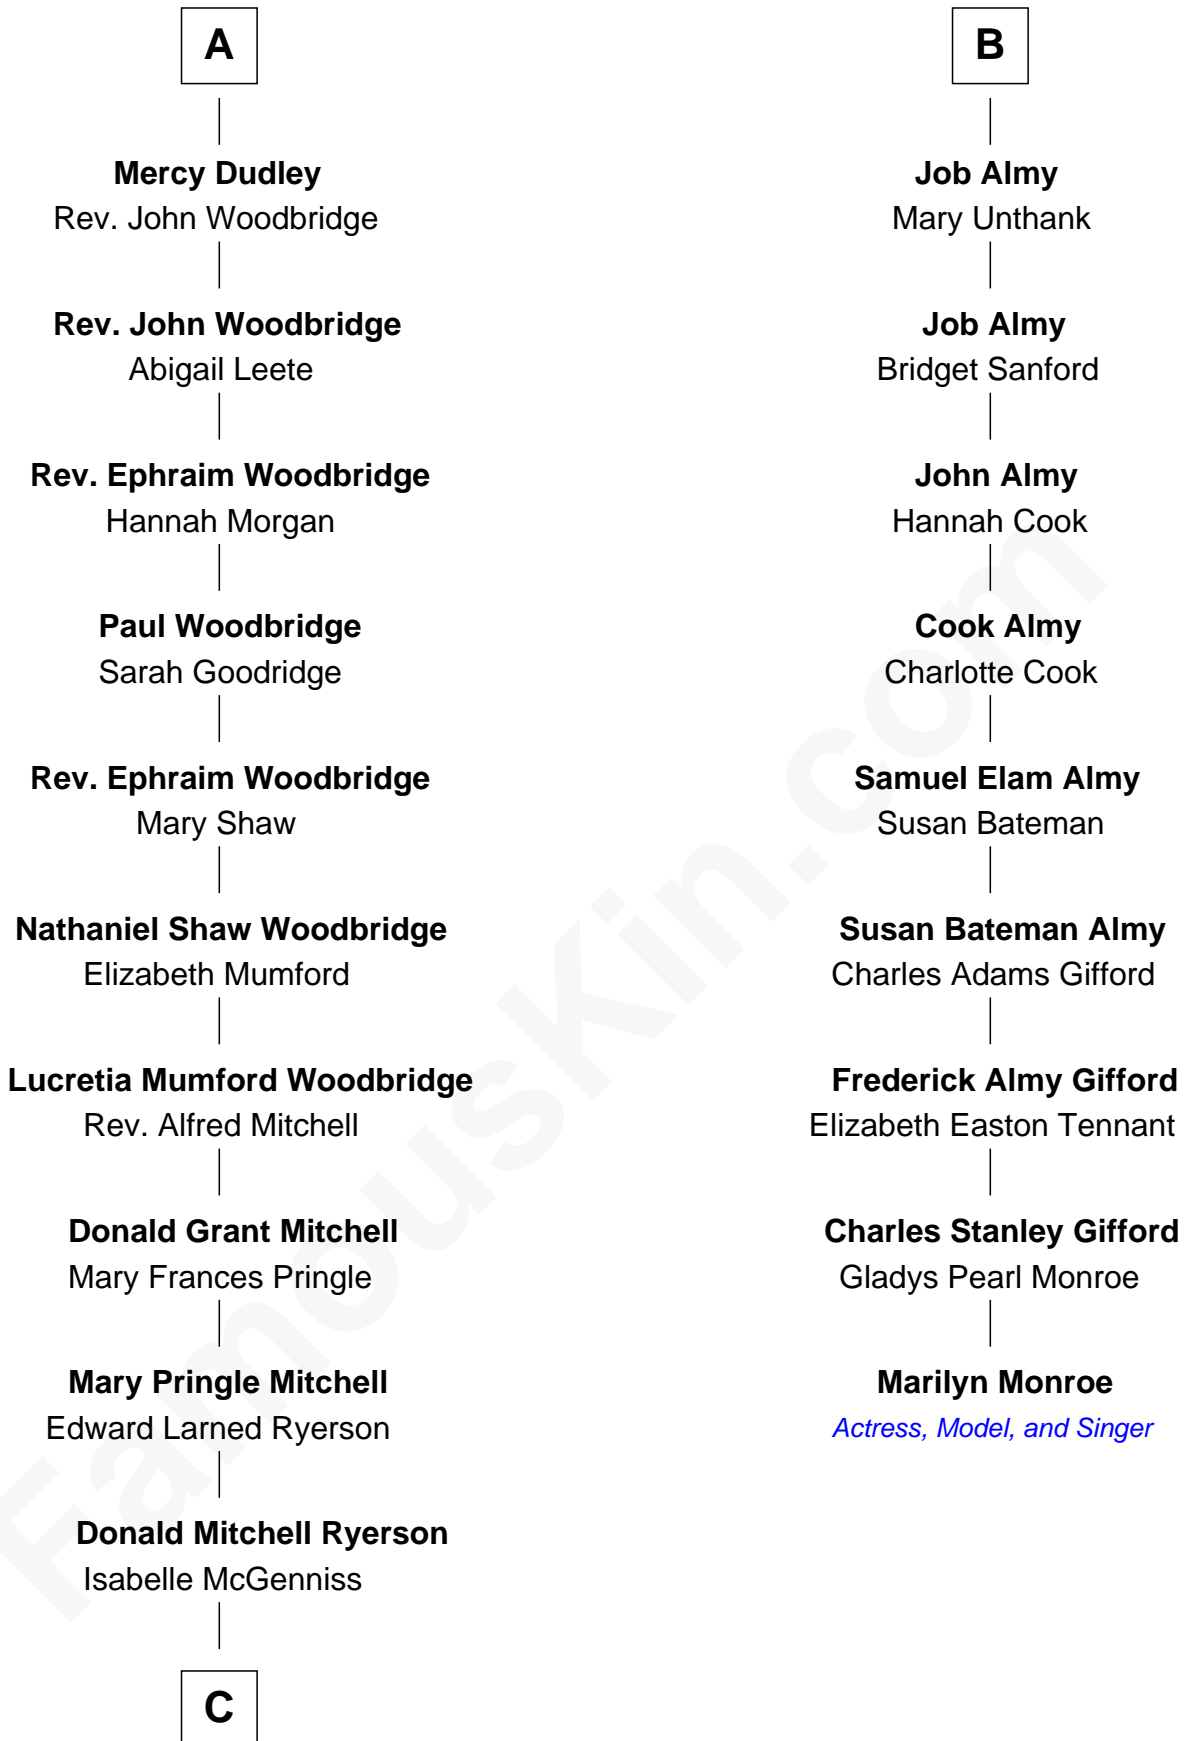 A
Mercy Dudley
Rev. John Woodbridge
Rev. John Woodbridge
Abigail Leete
Rev. Ephraim Woodbridge
Hannah Morgan
Paul Woodbridge
Sarah Goodridge
Rev. Ephraim Woodbridge
Mary Shaw
Nathaniel Shaw Woodbridge
Elizabeth Mumford
Lucretia Mumford Woodbridge
Rev. Alfred Mitchell
Donald Grant Mitchell
Mary Frances Pringle
Mary Pringle Mitchell
Edward Larned Ryerson
Donald Mitchell Ryerson
Isabelle McGenniss
C
B
Job Almy
Mary Unthank
Job Almy
Bridget Sanford
John Almy
Hannah Cook
Cook Almy
Charlotte Cook
Samuel Elam Almy
Susan Bateman
Susan Bateman Almy
Charles Adams Gifford
Frederick Almy Gifford
Elizabeth Easton Tennant
Charles Stanley Gifford
Gladys Pearl Monroe
Marilyn Monroe
Actress, Model, and Singer
FamousKin.com